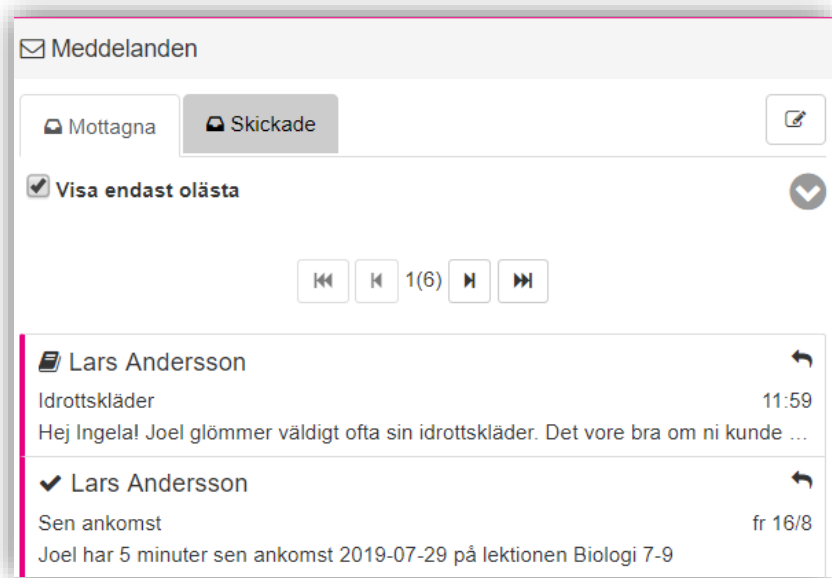 Meddelanden
Mottagna Skickade
Visa endast olästa
1(6)
Lars Andersson
Idrottskläder 11:59
Hej Ingela! Joel glömmer väldigt ofta sin idrottskläder. Det vore bra om ni kunde ...
Lars Andersson
Sen ankomst fr 16/8
Joel har 5 minuter sen ankomst 2019-07-29 på lektionen Biologi 7-9